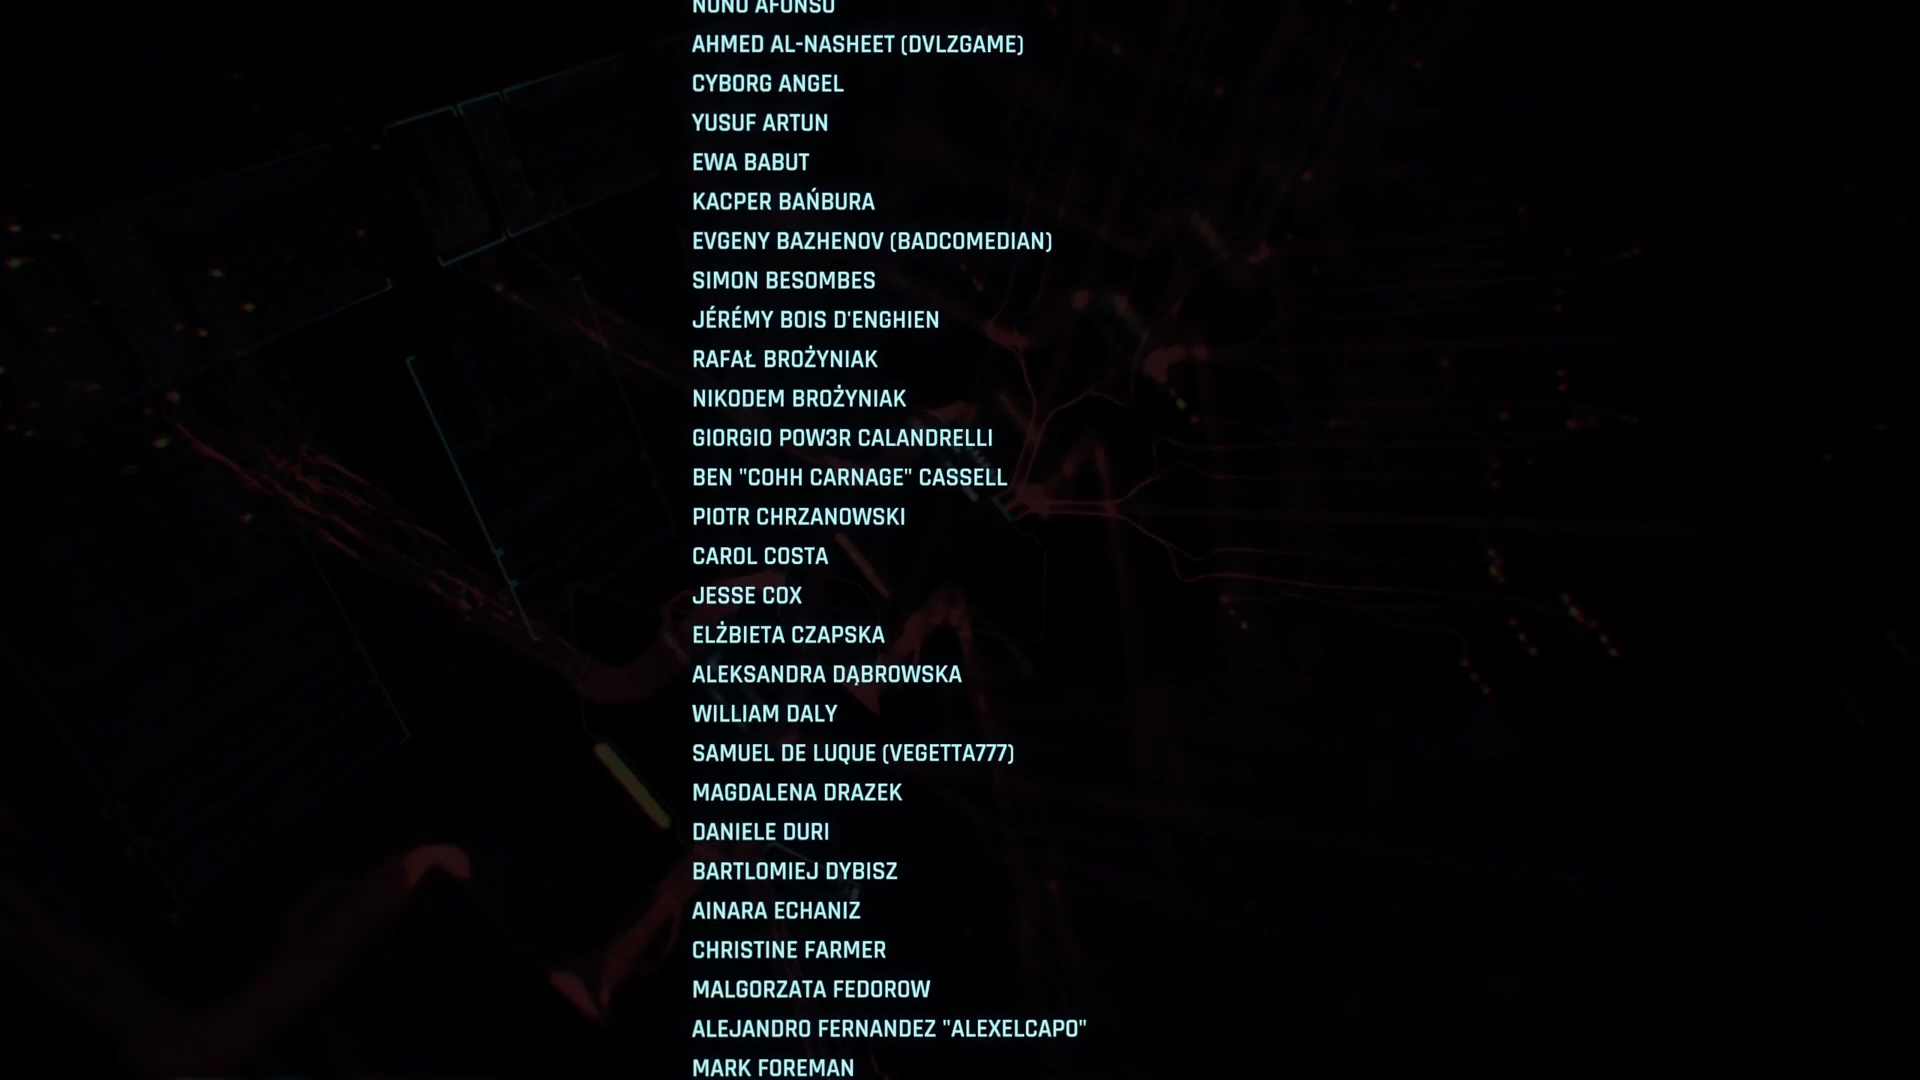 NUNO AFONSO
AHMED AL-NASHEET (DVLZGAME)
CYBORG ANGEL
YUSUF ARTUN
EWA BABUT
KACPER BAŃBURA
EVGENY BAZHENOV (BADCOMEDIAN)
SIMON BESOMBES
JÉRÉMY BOIS D'ENGHIEN
RAFAŁ BROŻYNIAK
NIKODEM BROŻYNIAK
GIORGIO POW3R CALANDRELLI
BEN "COHH CARNAGE" CASSELL
PIOTR CHRZANOWSKI
CAROL COSTA
JESSE COX
ELŻBIETA CZAPSKA
ALEKSANDRA DĄBROWSKA
WILLIAM DALY
SAMUEL DE LUQUE (VEGETTA777)
MAGDALENA DRAZEK
DANIELE DURI
BARTLOMIEJ DYBISZ
AINARA ECHANIZ
CHRISTINE FARMER
MALGORZATA FEDOROW
ALEJANDRO FERNANDEZ "ALEXELCAPO"
MARK FOREMAN